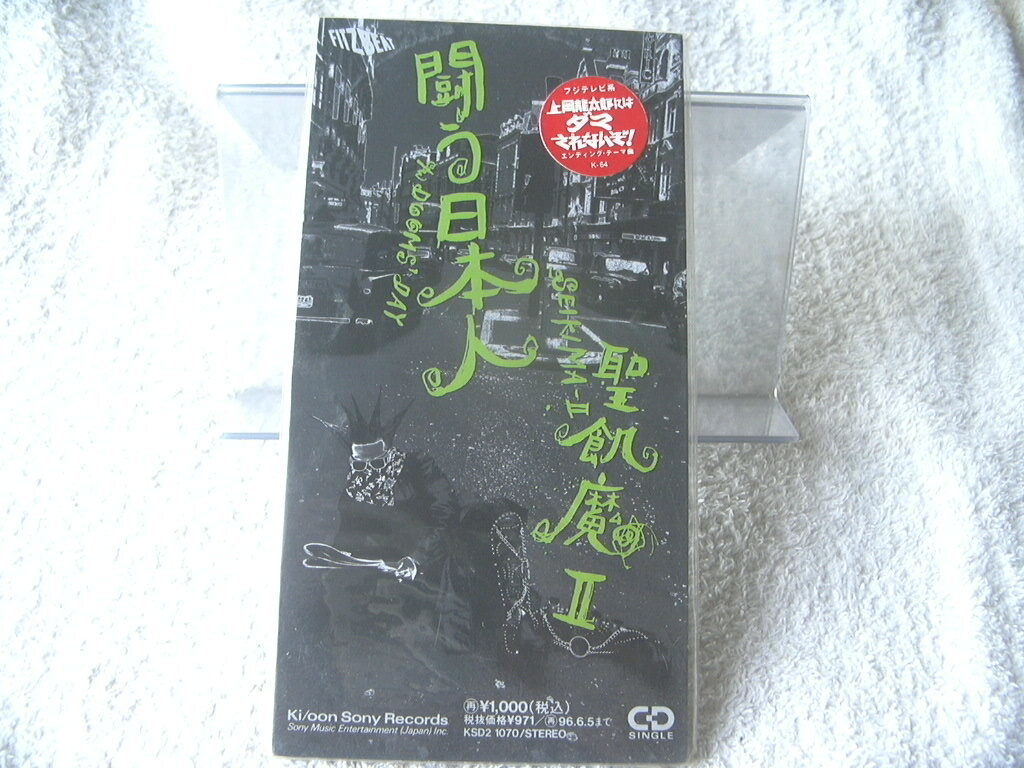 FITZBEAT
闘う日本人
℀ DOOMS' DAY
フジテレビ系
上岡龍太郎には
ダマ
されないぞ!
エンディング・テーマ曲
K-64
SEIKIMA-II
聖飢魔II
Ki/oon Sony Records
Sony Music Entertainment (Japan) Inc.
再¥1,000(税込)
税抜価格¥971/再96.6.5まで
KSD2 1070/STEREO
CD
SINGLE